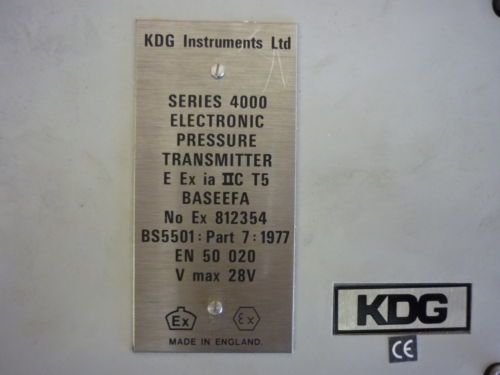 KDG Instruments Ltd
SERIES 4000
ELECTRONIC
PRESSURE
TRANSMITTER
E Ex ia IIC T5
BASEEFA
No Ex 812354
BS5501: Part 7: 1977
EN 50 020
V max 28V
Ex Ex
MADE IN ENGLAND.
KDG
CE